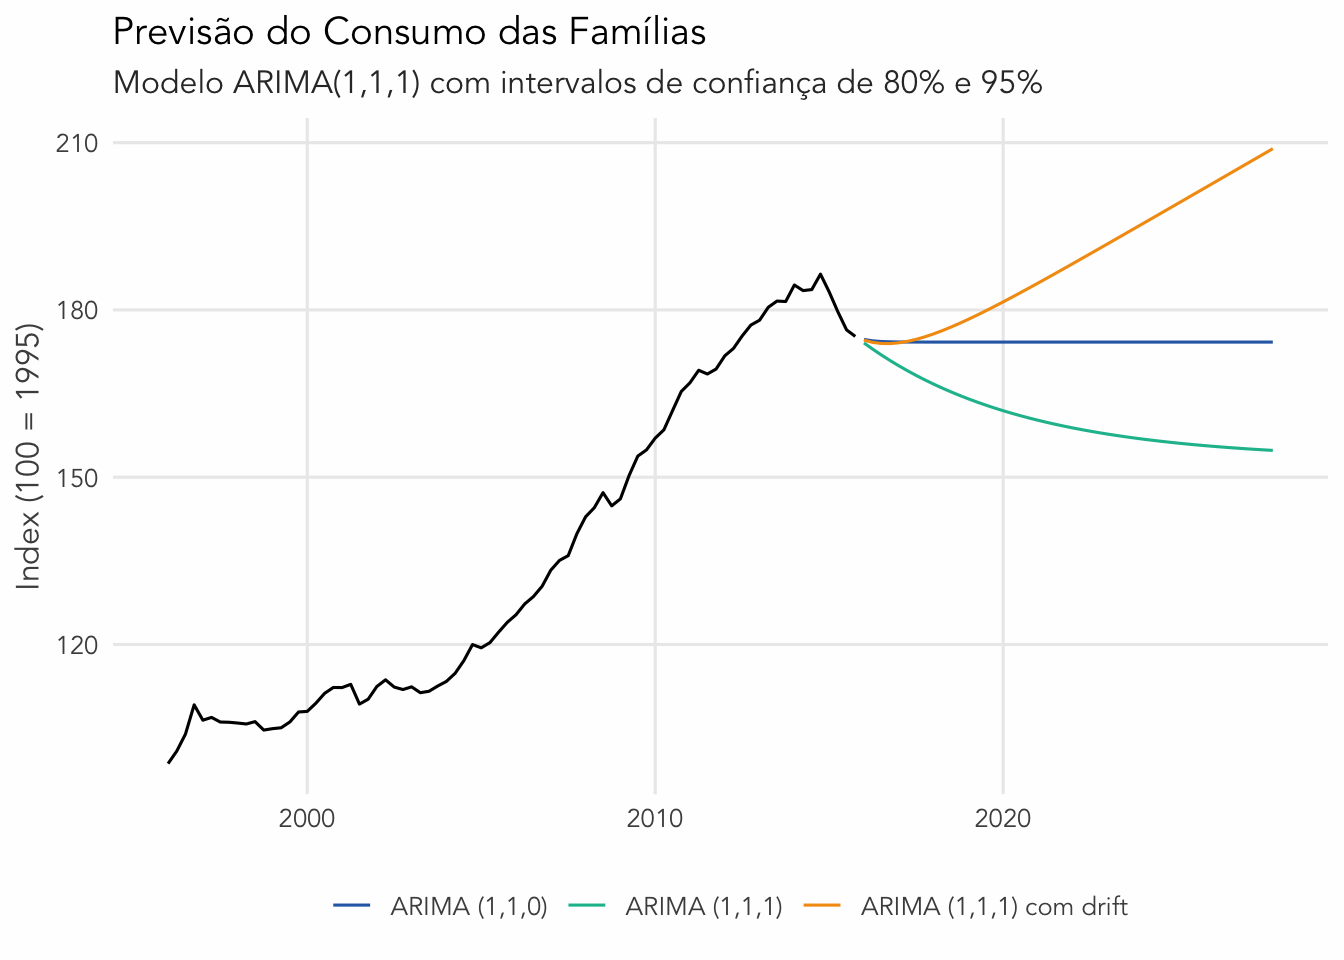 Previsão do Consumo das Famílias
Modelo ARIMA(1,1,1) com intervalos de confiança de 80% e 95%
Index (100 = 1995)
210
180
150
120
2000 2010 2020
ARIMA (1,1,0) ARIMA (1,1,1) ARIMA (1,1,1) com drift